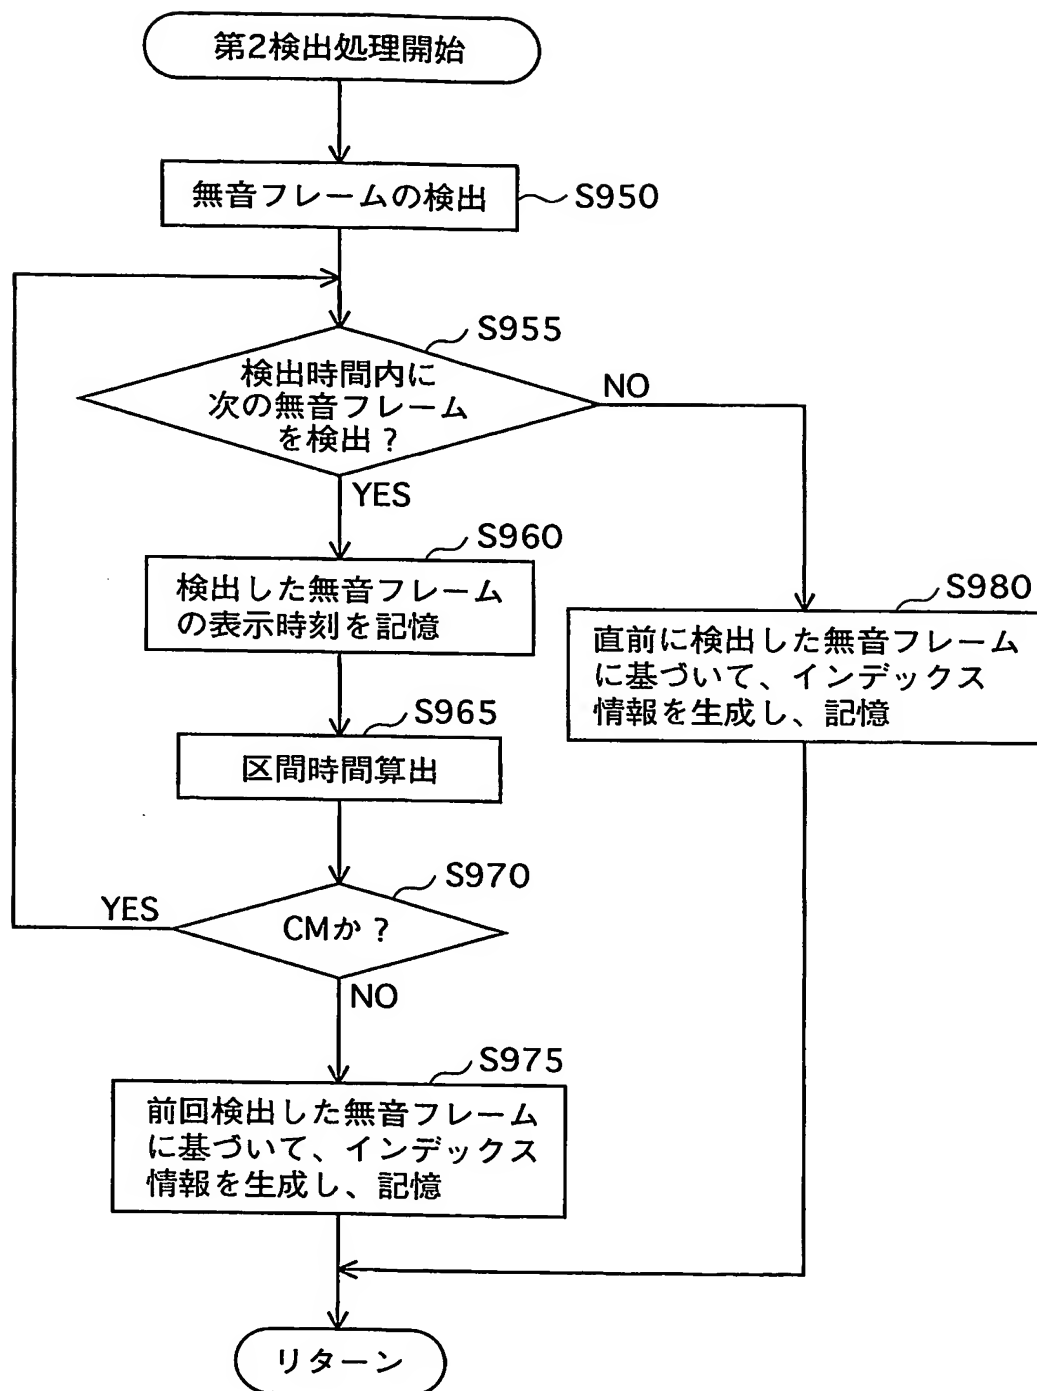 第2検出処理開始
無音フレームの検出
S950
S955
検出時間内に
次の無音フレーム
を検出？
NO
YES
S960
検出した無音フレーム
の表示時刻を記憶
S980
直前に検出した無音フレーム
に基づいて、インデックス
情報を生成し、記憶
S965
区間時間算出
S970
YES
CMか？
NO
S975
前回検出した無音フレーム
に基づいて、インデックス
情報を生成し、記憶
リターン